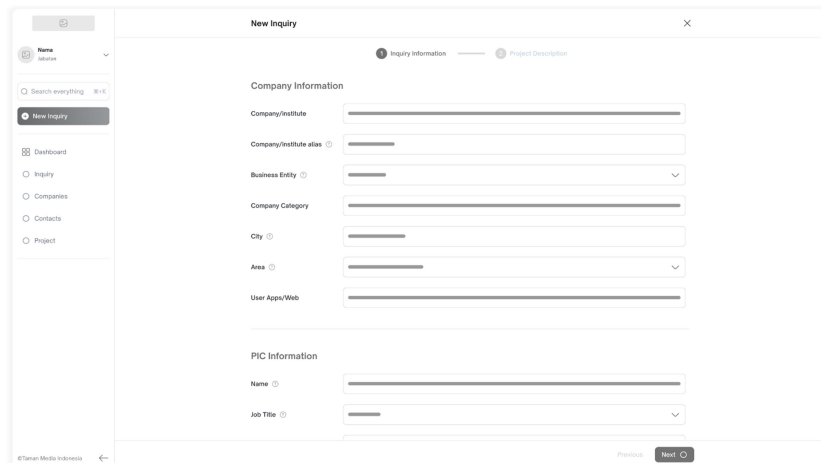 New Inquiry
Nama
Jabatan
1 Inquiry Information
2 Project Description
Search everything ⌘+K
New Inquiry
Dashboard
Inquiry
Companies
Contacts
Project
©Taman Media Indonesia
Company Information
Company/institute
Company/institute alias
Business Entity
Company Category
City
Area
User Apps/Web
PIC Information
Name
Job Title
Previous
Next